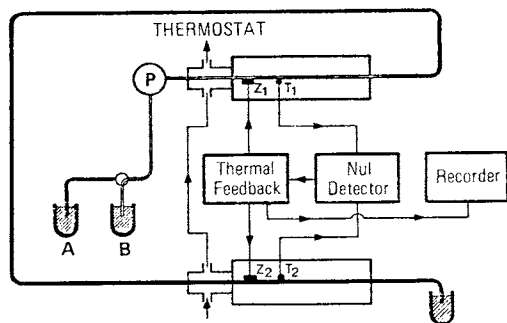 THERMOSTAT
P
Z1 T1
Thermal
Feedback
Nul
Detector
Recorder
A B
Z2 T2